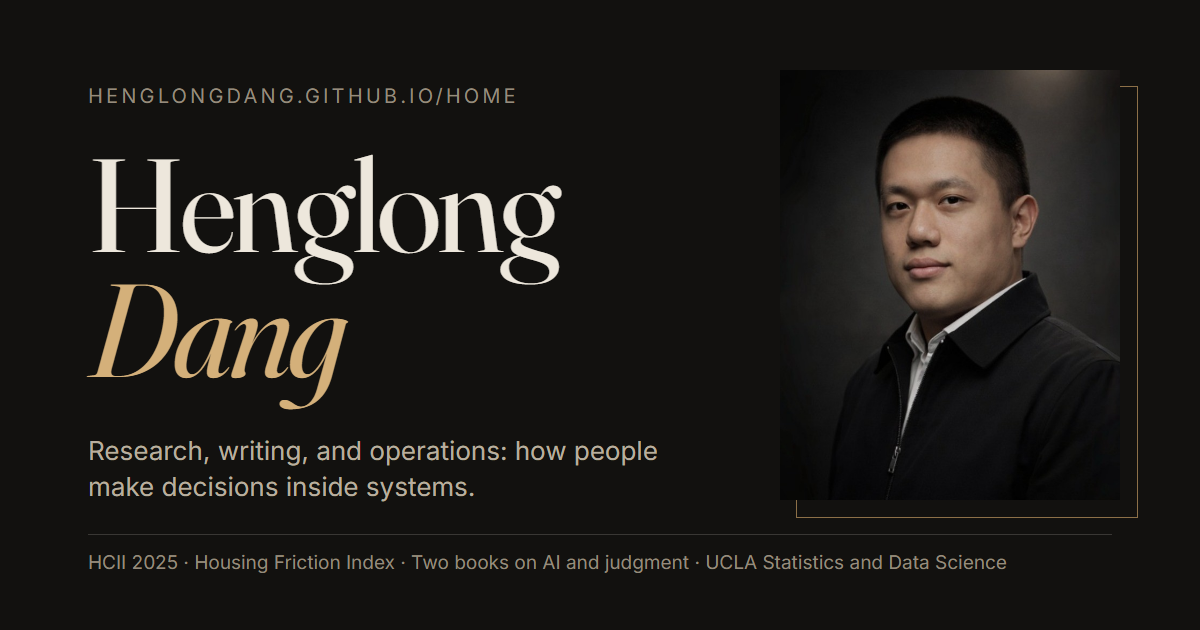 HENGLONGDANG.GITHUB.IO/HOME
Henglong
Dang
Research, writing, and operations: how people
make decisions inside systems.
HCII 2025 · Housing Friction Index · Two books on AI and judgment · UCLA Statistics and Data Science